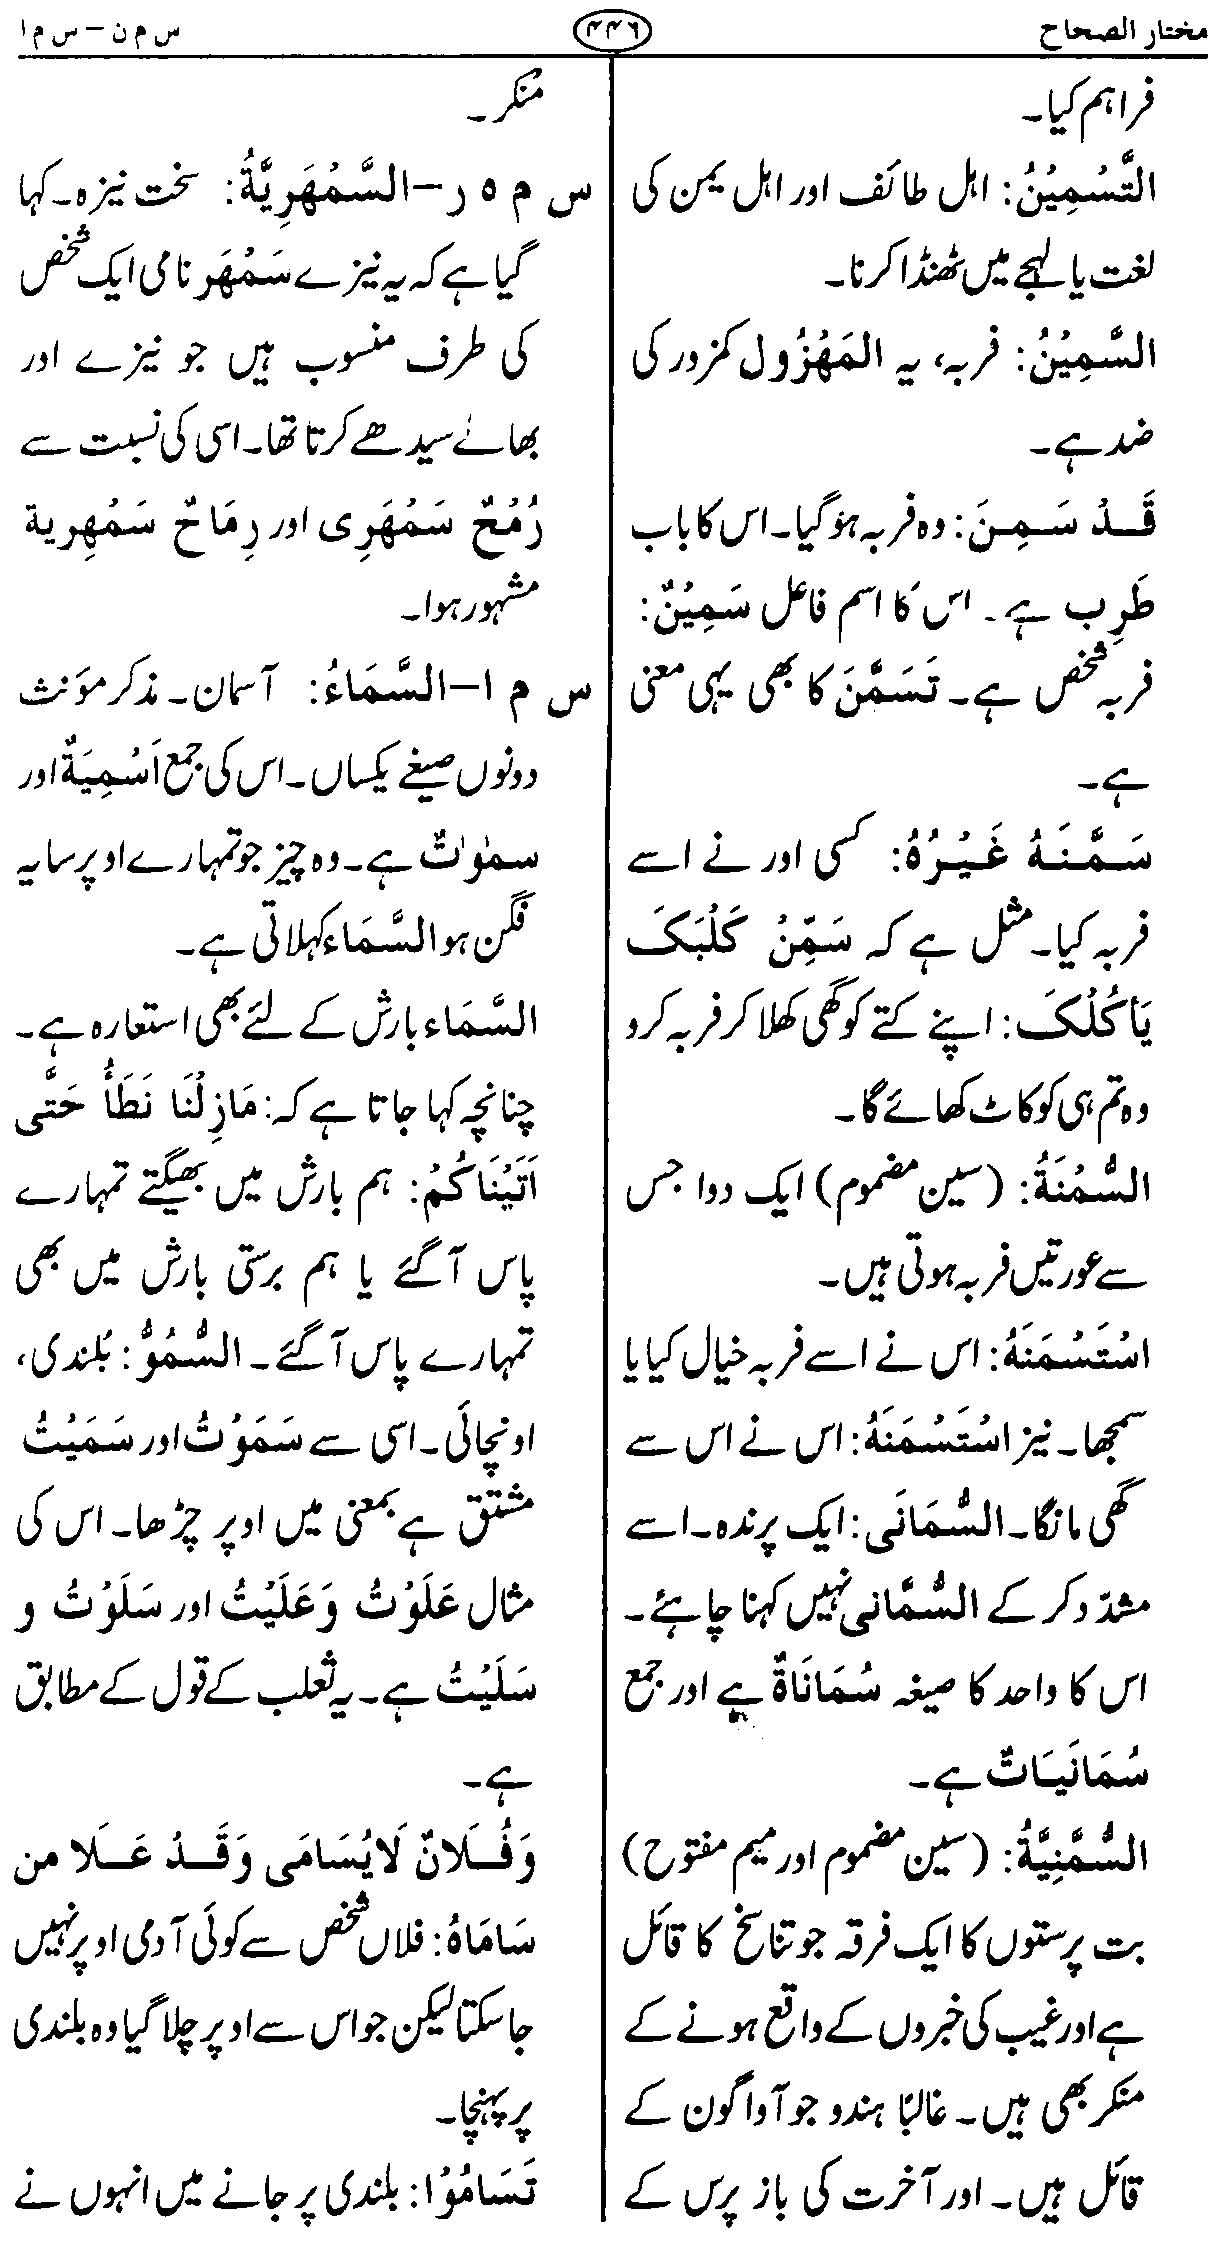 مختار الصحاح
۴۴۶
س م ن – س م ا
فراہم کیا۔
التَّسْمِیْنُ: اہل طائف اور اہل یمن کی
لغت یا لہجے میں ٹھنڈا کرنا۔
السَّمِیْنُ: فربہ، یہ المَهْزُول کمزور کی
ضد ہے۔
قَدْ سَمِنَ: وہ فربہ ہو گیا۔ اس کا باب
طَرِب ہے۔ اس کا اسم فاعل سَمِیْنٌ:
فربہ شخص ہے۔ تَسَمَّنَ کا بھی یہی معنی
ہے۔
سَمَّنَهُ غَیْرُهُ: کسی اور نے اسے
فربہ کیا۔ مثل ہے کہ سَمِّنْ کَلْبَکَ
یَأْکُلْکَ: اپنے کتے کو گھی کھلا کر فربہ کرو
وہ تم ہی کو کاٹ کھائے گا۔
السُّمْنَةُ: (سین مضموم) ایک دوا جس
سے عورتیں فربہ ہوتی ہیں۔
اسْتَسْمَنَهُ: اس نے اسے فربہ خیال کیا یا
سمجھا۔ نیز اسْتَسْمَنَهُ: اس نے اس سے
گھی مانگا۔ السُّمَانَی: ایک پرندہ۔ اسے
مشدّد کر کے السُّمَّانی نہیں کہنا چاہئے۔
اس کا واحد کا صیغہ سُمَانَاةٌ ہے اور جمع
سُمَانَیَاتٌ ہے۔
السُّمَّنِیَّةُ: (سین مضموم اور میم مفتوح)
بت پرستوں کا ایک فرقہ جو تناسخ کا قائل
ہے اور غیب کی خبروں کے واقع ہونے کے
منکر بھی ہیں۔ غالبًا ہندو جو آواگون کے
قائل ہیں۔ اور آخرت کی باز پرس کے
منکر۔
س م ہ ر – السَّمْهَرِیَّةُ: سخت نیزہ۔ کہا
گیا ہے کہ یہ نیزے سَمْهَر نامی ایک شخص
کی طرف منسوب ہیں جو نیزے اور
بھالے سیدھے کرتا تھا۔ اسی کی نسبت سے
رُمْحٌ سَمْهَرِی اور رِمَاحٌ سَمْهِریة
مشہور ہوا۔
س م ا – السَّمَاءُ: آسمان۔ مذکر مؤنث
دونوں صیغے یکساں۔ اس کی جمع اَسْمِیَةٌ اور
سمٰوٰتٌ ہے۔ وہ چیز جو تمہارے اوپر سایہ
فگن ہو السَّمَاء کہلاتی ہے۔
السَّمَاء بارش کے لئے بھی استعارہ ہے۔
چنانچہ کہا جاتا ہے کہ: مَازِلْنَا نَطَأُ حَتَّی
اَتَیْنَاکُمْ: ہم بارش میں بھیگتے تمہارے
پاس آگئے یا ہم برستی بارش میں بھی
تمہارے پاس آگئے۔ السُّمُوُّ: بُلندی،
اونچائی۔ اسی سے سَمَوْتُ اور سَمَیْتُ
مشتق ہے بمعنی میں اوپر چڑھا۔ اس کی
مثال عَلَوْتُ وَعَلَیْتُ اور سَلَوْتُ و
سَلَیْتُ ہے۔ یہ ثعلب کے قول کے مطابق
ہے۔
وَفُلَانٌ لَایُسَامَی وَقَدْ عَلَا من
سَامَاهُ: فلاں شخص سے کوئی آدمی اوپر نہیں
جا سکتا لیکن جو اس سے اوپر چلا گیا وہ بلندی
پر پہنچا۔
تَسَامُوْا: بلندی پر جانے میں انہوں نے